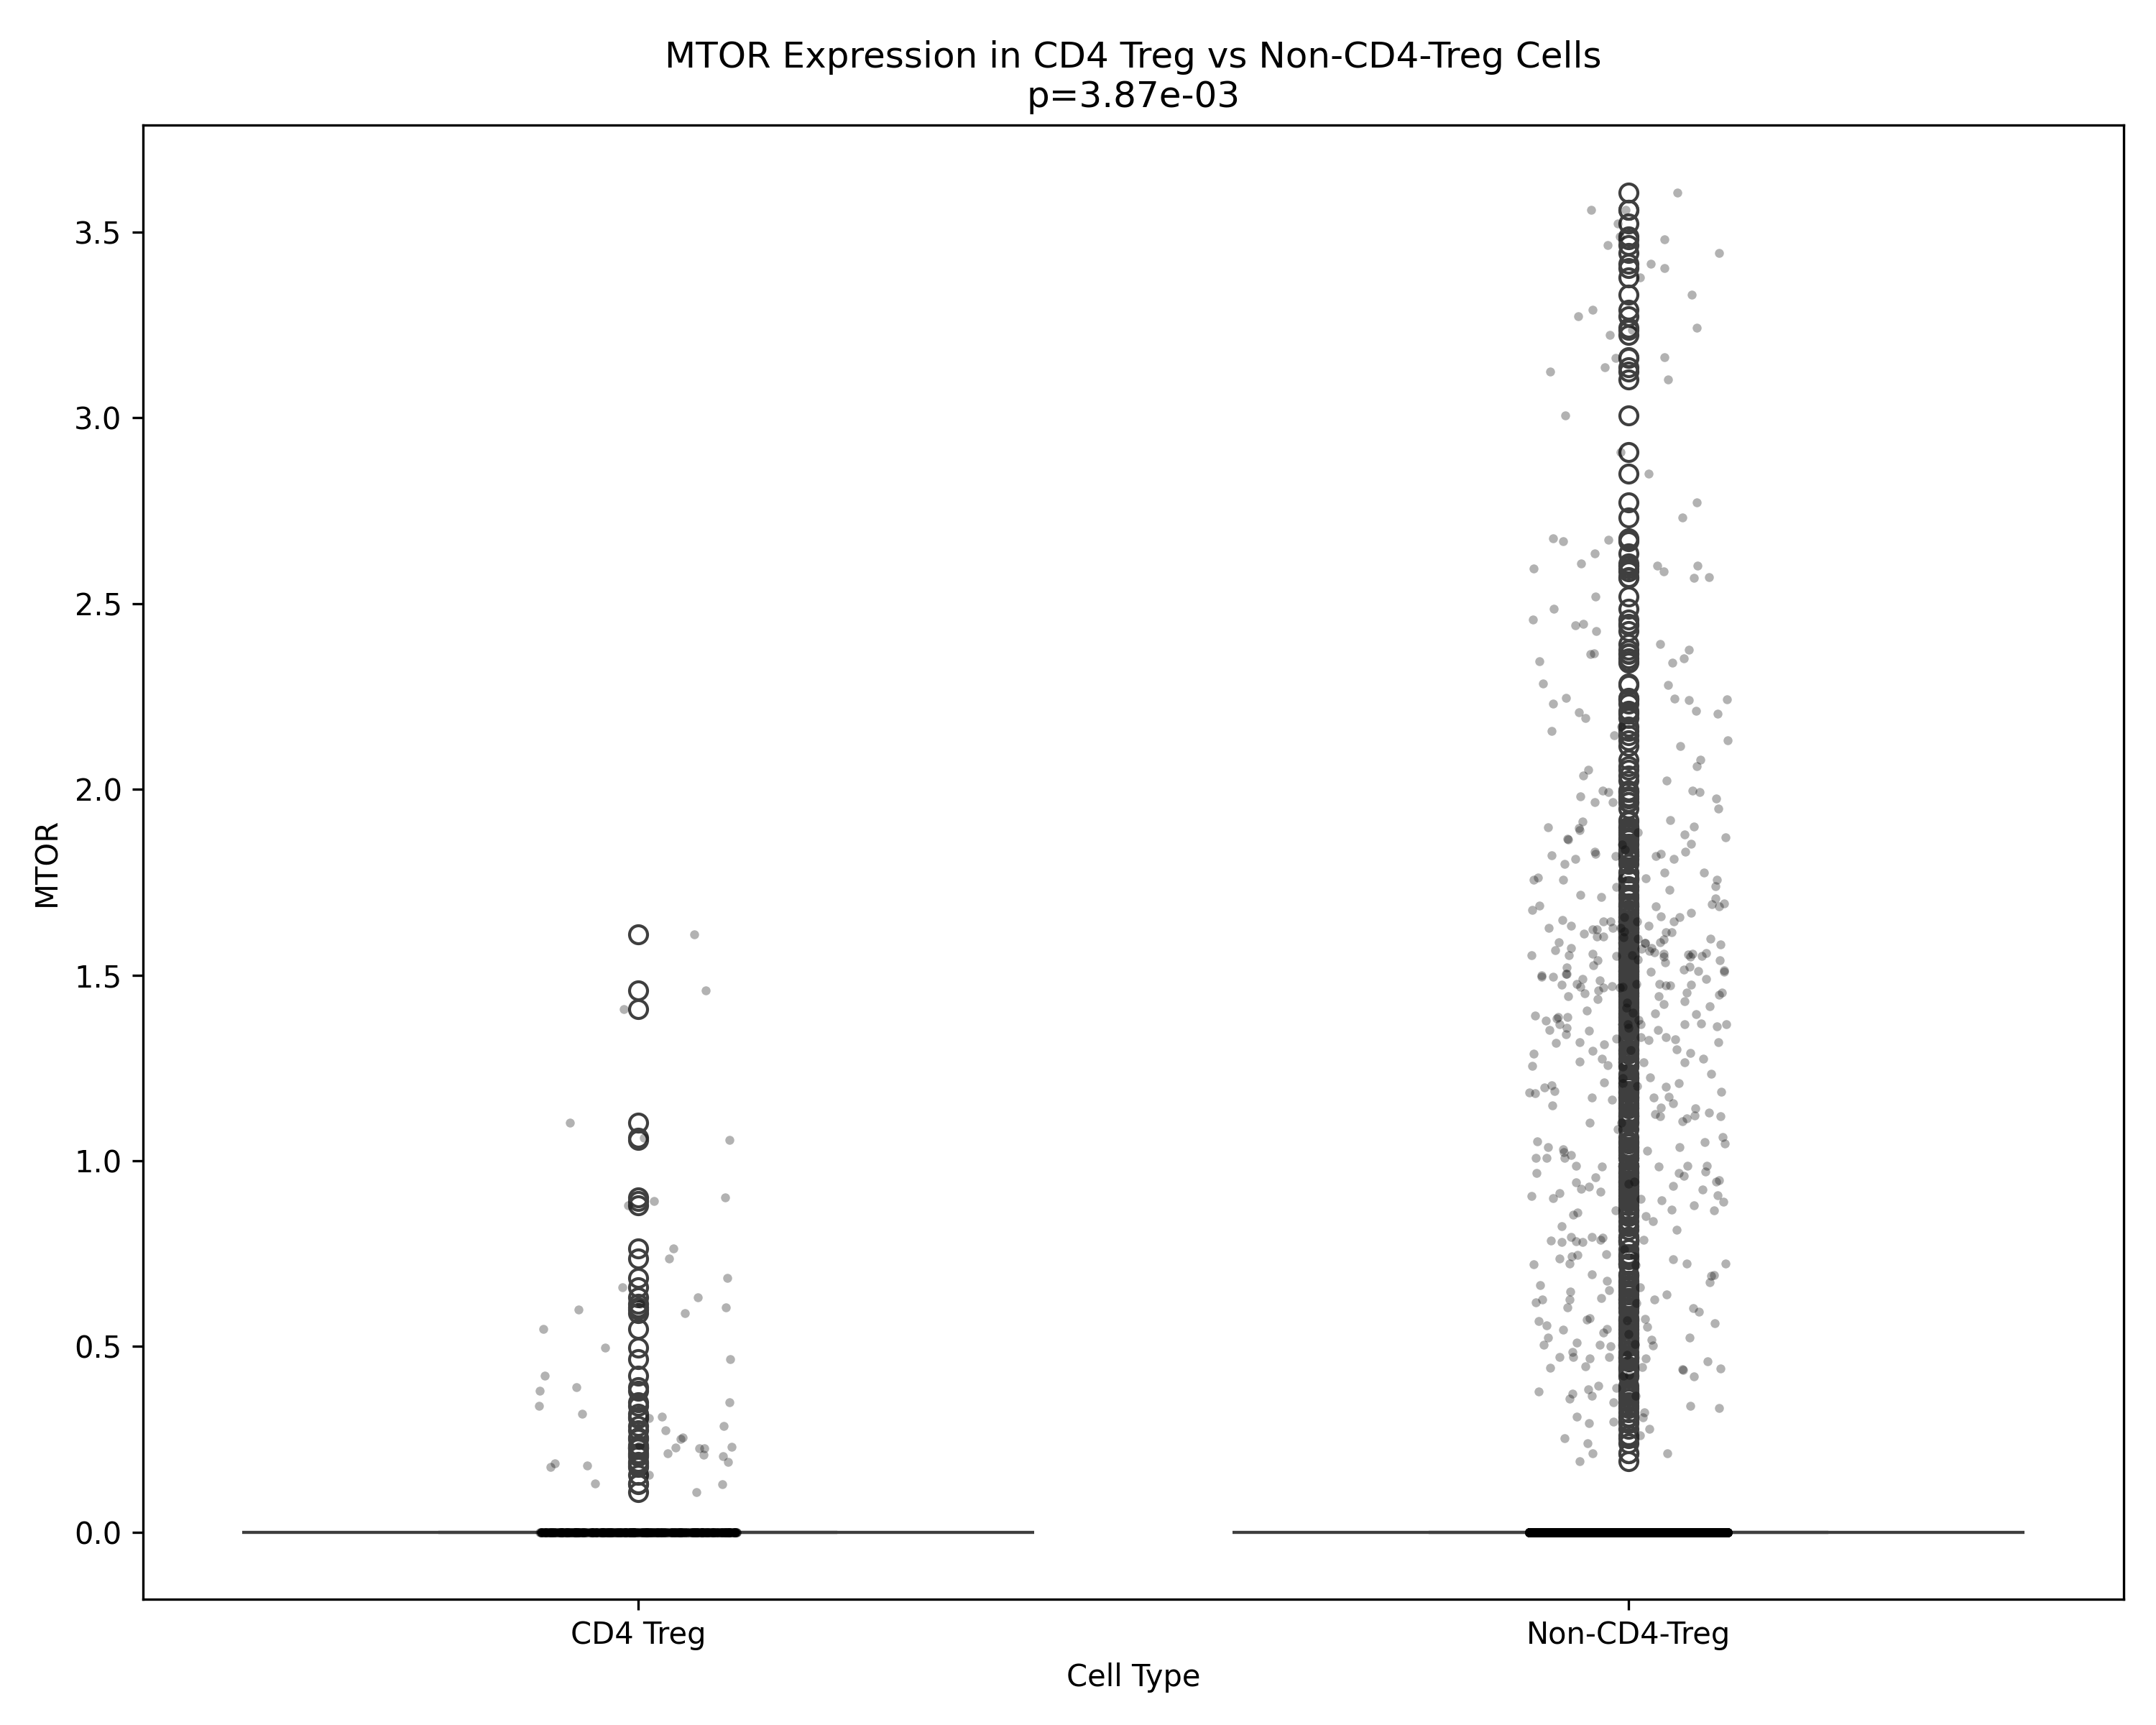 MTOR Expression in CD4 Treg vs Non-CD4-Treg Cells
p=3.87e-03
3.5
3.0
2.5
2.0
1.5
1.0
0.5
0.0
MTOR
CD4 Treg
Non-CD4-Treg
Cell Type